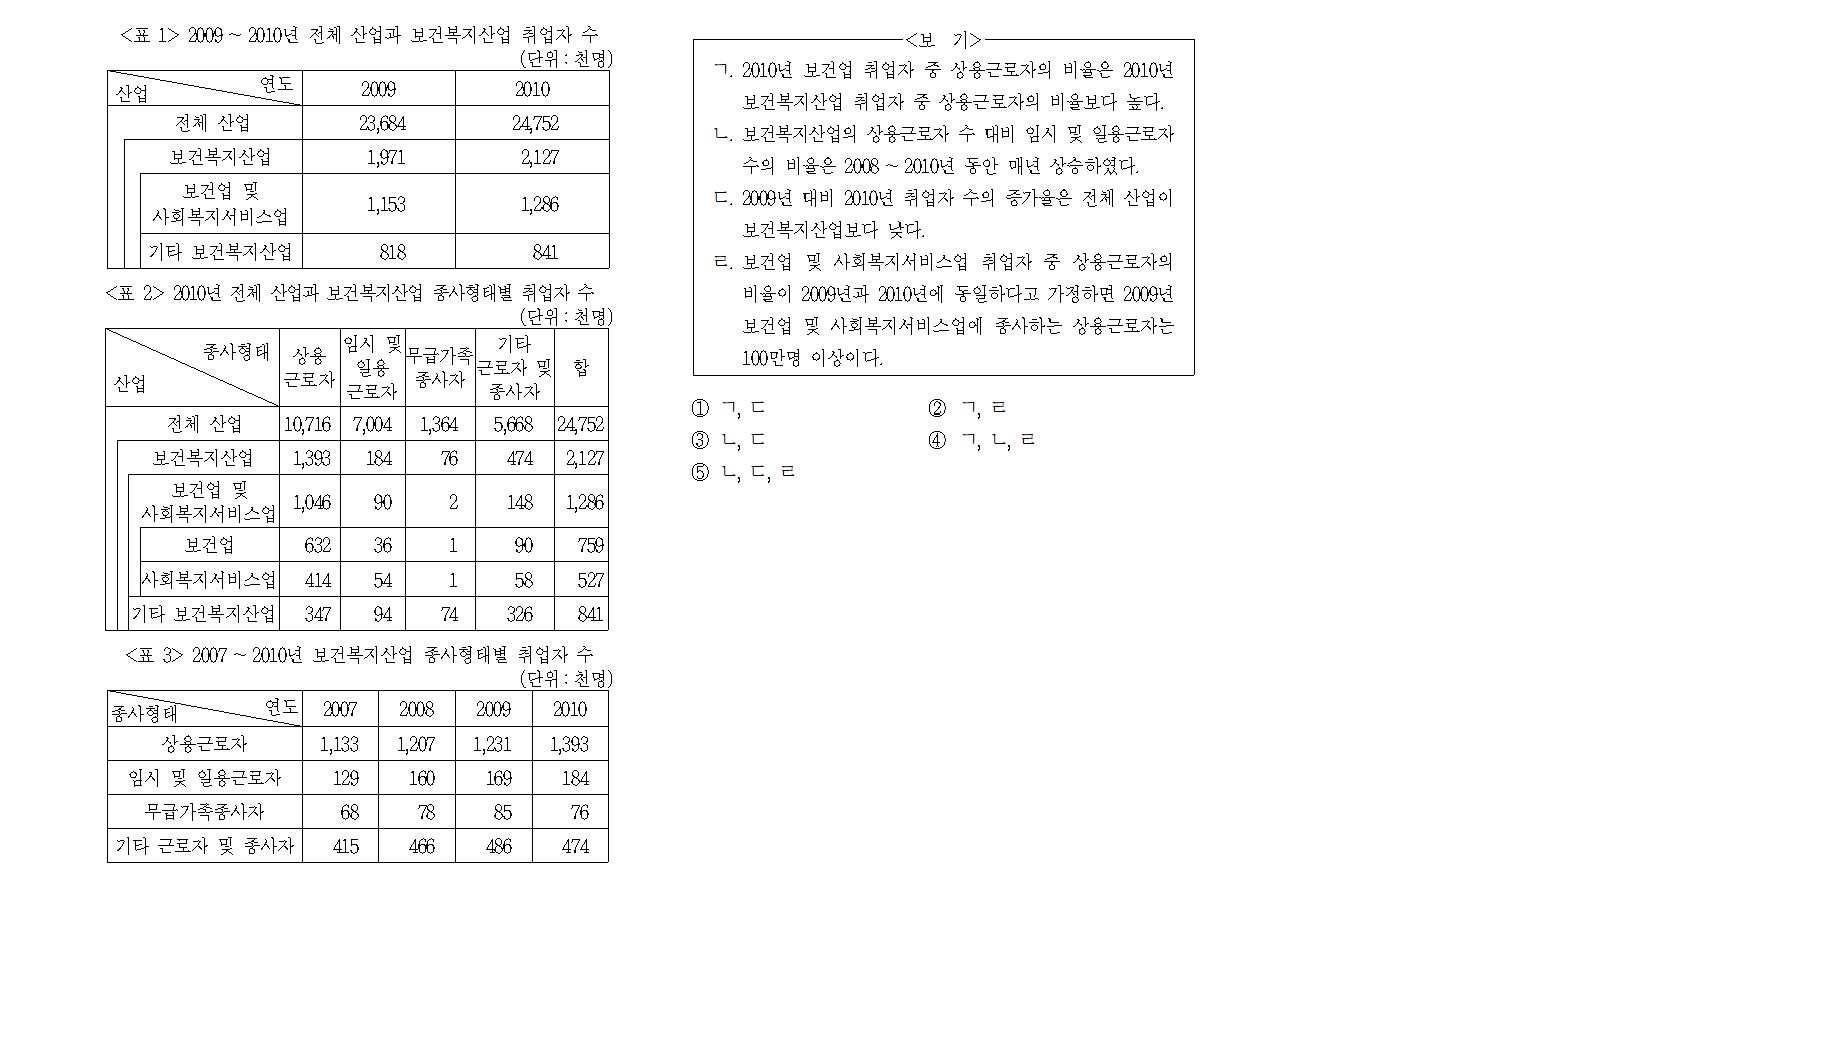 <표 1> 2009 ~ 2010년 전체 산업과 보건복지산업 취업자 수
(단위 : 천명)
산업 연도 2009 2010
전체 산업 23,684 24,752
보건복지산업 1,971 2,127
보건업 및
사회복지서비스업 1,153 1,286
기타 보건복지산업 818 841
<표 2> 2010년 전체 산업과 보건복지산업 종사형태별 취업자 수
(단위 : 천명)
산업 종사형태 상용 근로자 임시 및 일용 근로자 무급가족 종사자 기타 근로자 및 종사자 합
전체 산업 10,716 7,004 1,364 5,668 24,752
보건복지산업 1,393 184 76 474 2,127
보건업 및
사회복지서비스업 1,046 90 2 148 1,286
보건업 632 36 1 90 759
사회복지서비스업 414 54 1 58 527
기타 보건복지산업 347 94 74 326 841
<표 3> 2007 ~ 2010년 보건복지산업 종사형태별 취업자 수
(단위 : 천명)
종사형태 연도 2007 2008 2009 2010
상용근로자 1,133 1,207 1,231 1,393
임시 및 일용근로자 129 160 169 184
무급가족종사자 68 78 85 76
기타 근로자 및 종사자 415 466 486 474
<보 기>
ㄱ. 2010년 보건업 취업자 중 상용근로자의 비율은 2010년
보건복지산업 취업자 중 상용근로자의 비율보다 높다.
ㄴ. 보건복지산업의 상용근로자 수 대비 임시 및 일용근로자
수의 비율은 2008 ~ 2010년 동안 매년 상승하였다.
ㄷ. 2009년 대비 2010년 취업자 수의 증가율은 전체 산업이
보건복지산업보다 낮다.
ㄹ. 보건업 및 사회복지서비스업 취업자 중 상용근로자의
비율이 2009년과 2010년에 동일하다고 가정하면 2009년
보건업 및 사회복지서비스업에 종사하는 상용근로자는
100만명 이상이다.
① ㄱ, ㄷ ② ㄱ, ㄹ
③ ㄴ, ㄷ ④ ㄱ, ㄴ, ㄹ
⑤ ㄴ, ㄷ, ㄹ